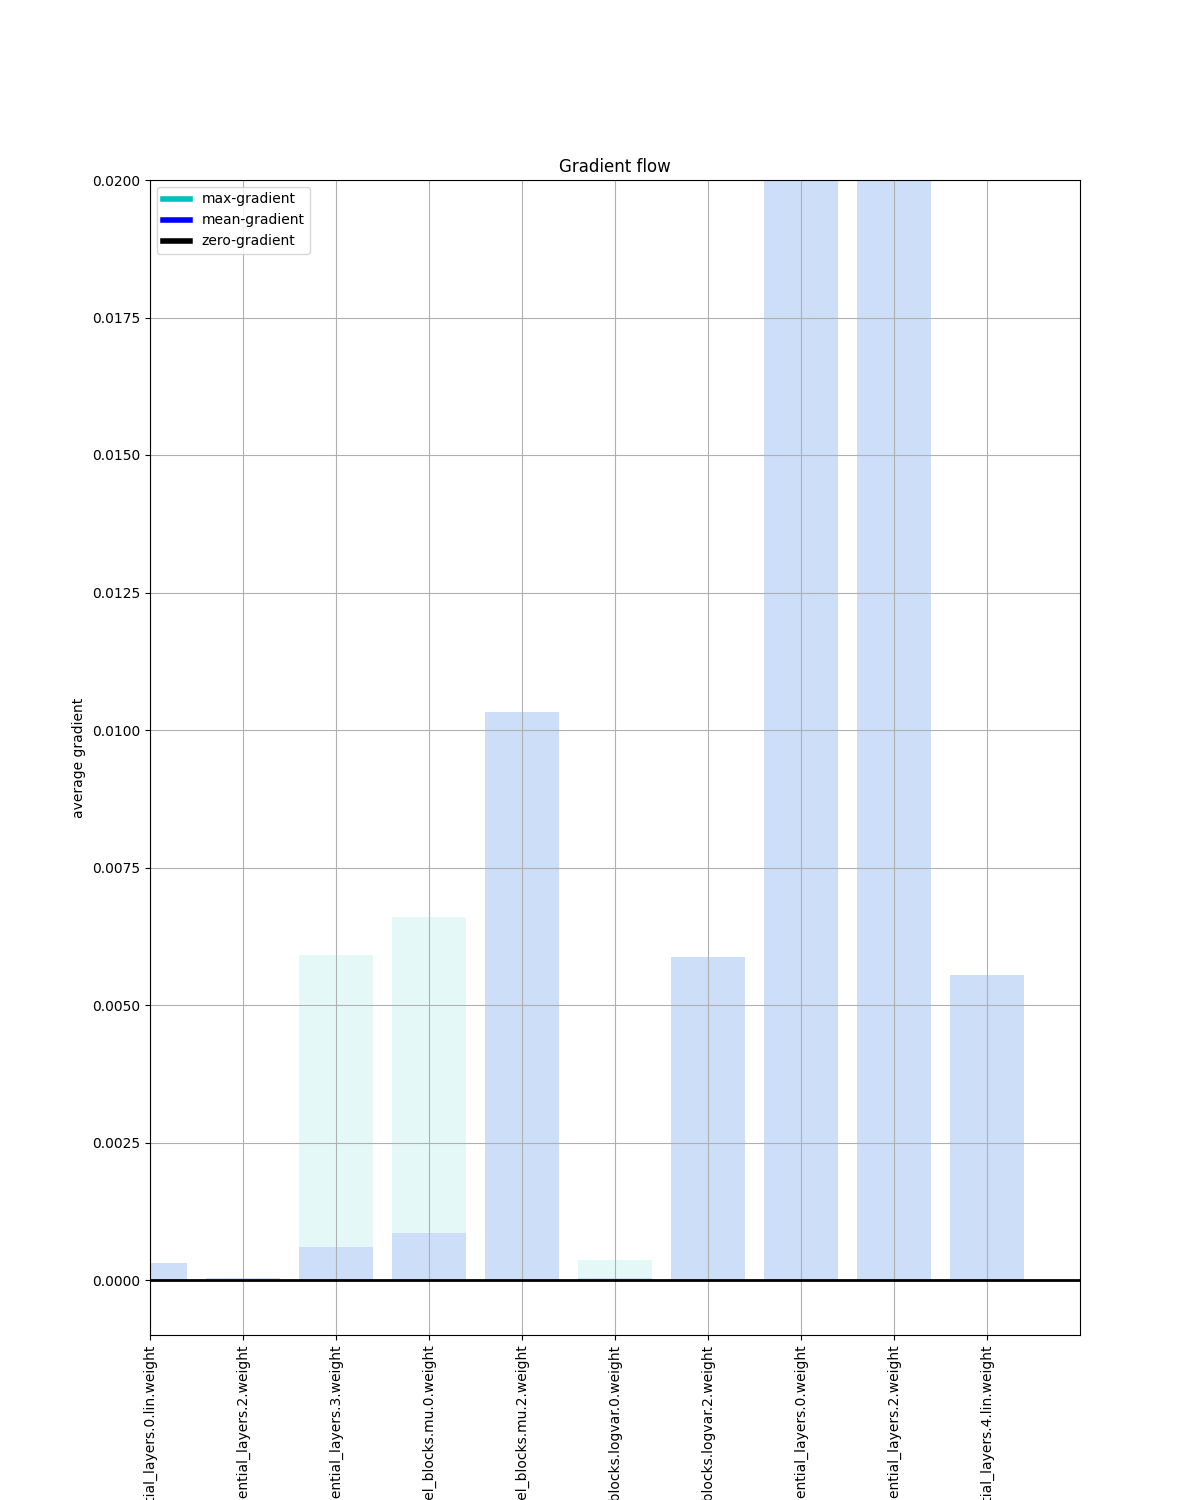 Gradient flow
max-gradient
mean-gradient
zero-gradient
0.0200
0.0175
0.0150
0.0125
0.0100
0.0075
0.0050
0.0025
0.0000
average gradient
tial_layers.0.lin.weight
ential_layers.2.weight
ential_layers.3.weight
el_blocks.mu.0.weight
el_blocks.mu.2.weight
blocks.logvar.0.weight
blocks.logvar.2.weight
ential_layers.0.weight
ential_layers.2.weight
tial_layers.4.lin.weight